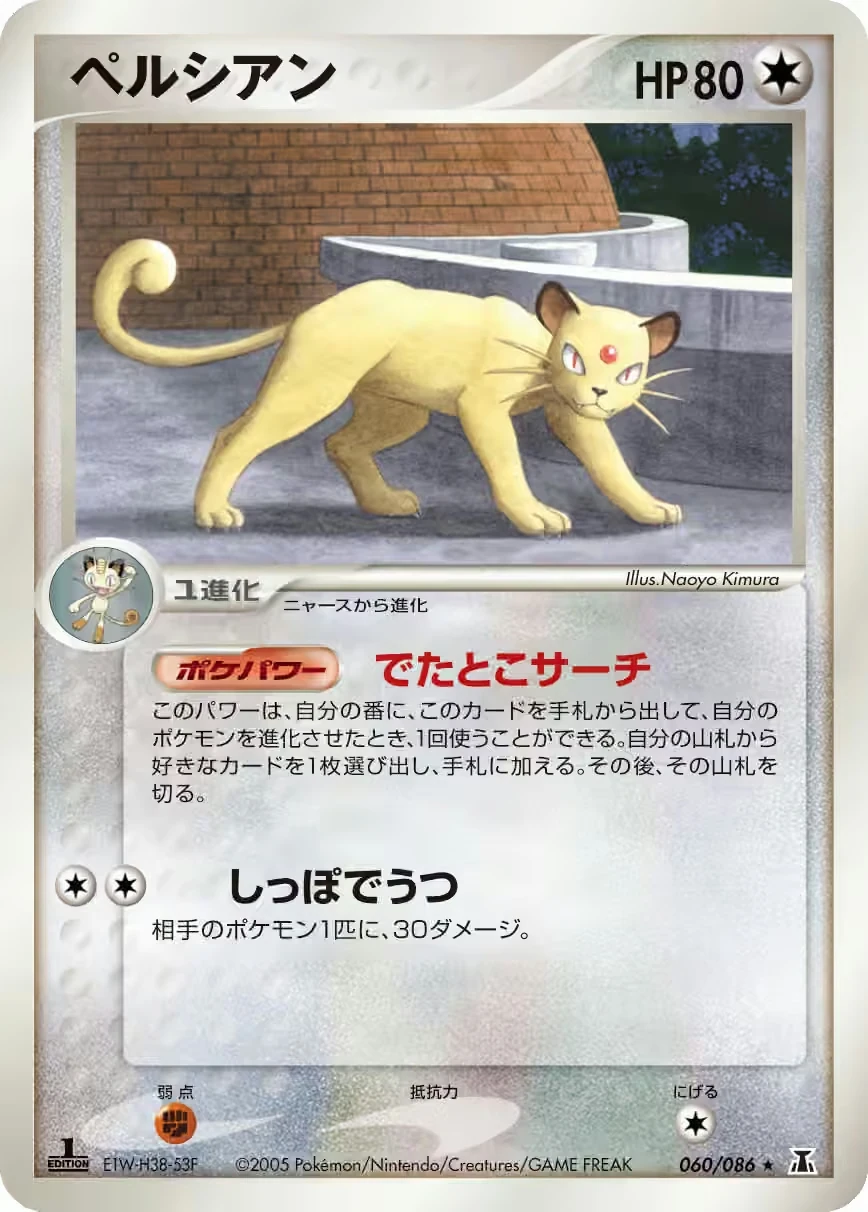 ペルシアン HP80
Illus.Naoyo Kimura
1進化
ニャースから進化
ポケパワー でたとこサーチ
このパワーは、自分の番に、このカードを手札から出して、自分の
ポケモンを進化させたとき、1回使うことができる。自分の山札から
好きなカードを1枚選び出し、手札に加える。その後、その山札を
切る。
しっぽでうつ
相手のポケモン1匹に、30ダメージ。
弱点 抵抗力 にげる
1 EDITION E1W-H38-53F ©2005 Pokémon/Nintendo/Creatures/GAME FREAK 060/086 ★